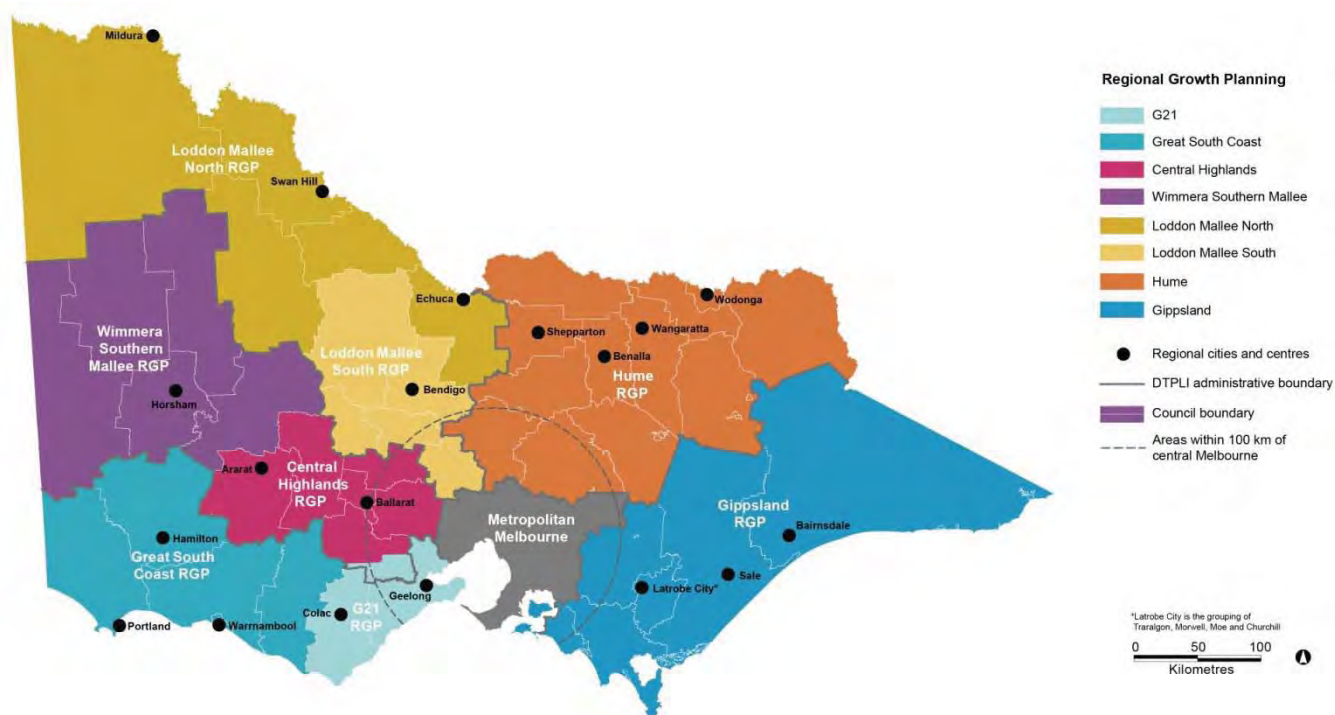 Mildura
Loddon Mallee
North RGP
Swan Hill
Echuca
Wimmera
Southern
Mallee RGP
Horsham
Loddon Mallee
South RGP
Bendigo
Shepparton
Wangaratta
Wodonga
Benalla
Hume
RGP
Ararat
Central
Highlands
RGP
Ballarat
Metropolitan
Melbourne
Gippsland
RGP
Bairnsdale
Sale
Latrobe City*
Hamilton
Great South
Coast RGP
Portland
Warrnambool
Colac
G21
RGP
Geelong
Regional Growth Planning
G21
Great South Coast
Central Highlands
Wimmera Southern Mallee
Loddon Mallee North
Loddon Mallee South
Hume
Gippsland
Regional cities and centres
DTPLI administrative boundary
Council boundary
Areas within 100 km of
central Melbourne
*Latrobe City is the grouping of
Traralgon, Morwell, Moe and Churchill
0 50 100
Kilometres